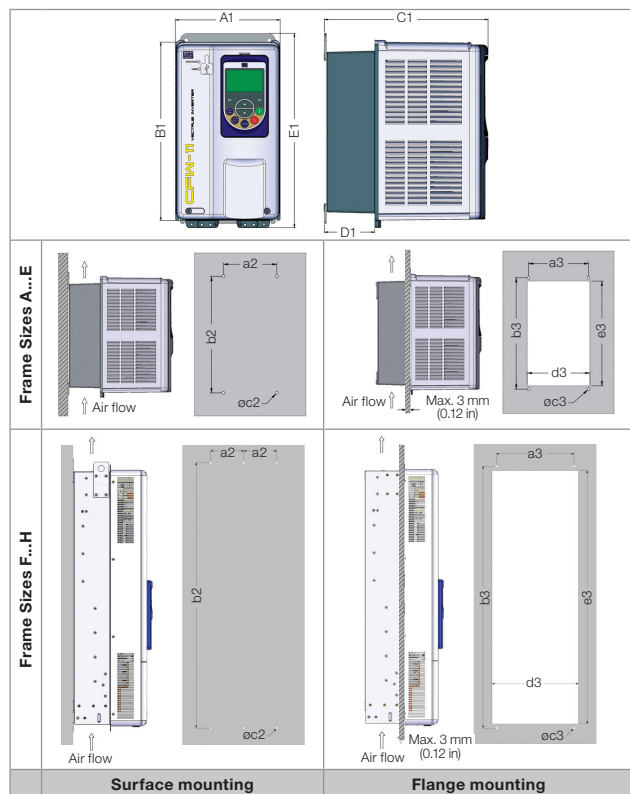 A1
C1
B1
E1
D1
CFW-11 VECTRUS INVERTER
Frame Sizes A...E
a2
b2
øc2
Air flow
a3
b3
e3
d3
øc3
Air flow
Max. 3 mm
(0.12 in)
Frame Sizes F...H
a2 a2
b2
øc2
Air flow
a3
b3
e3
d3
øc3
Air flow
Max. 3 mm
(0.12 in)
Surface mounting
Flange mounting